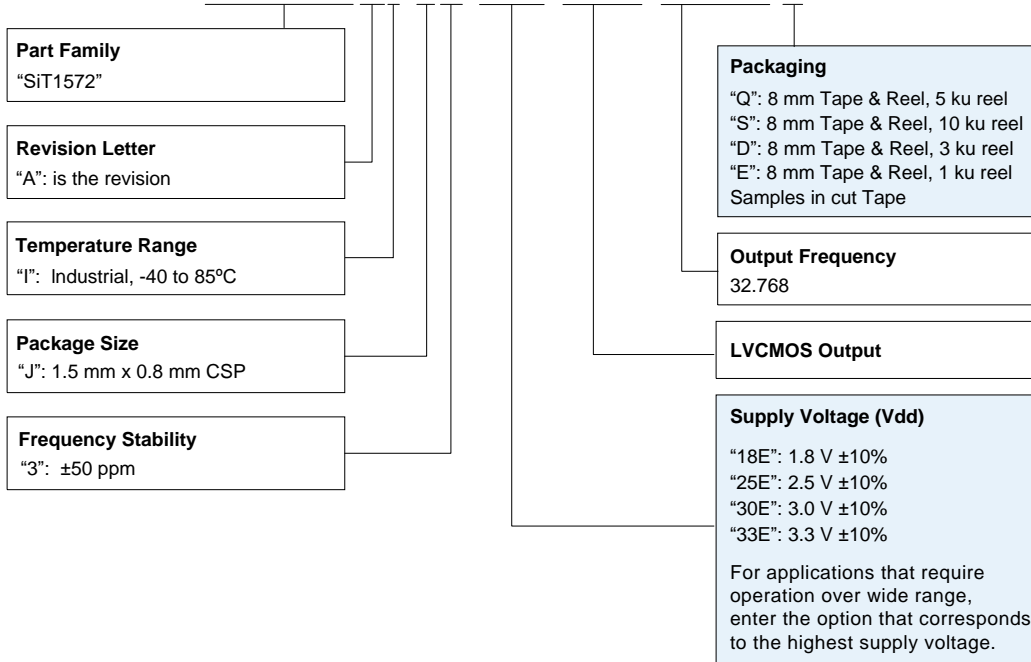 Part Family
“SiT1572”
Revision Letter
“A”: is the revision
Temperature Range
“I”: Industrial, -40 to 85ºC
Package Size
“J”: 1.5 mm x 0.8 mm CSP
Frequency Stability
“3”: ±50 ppm
Packaging
“Q”: 8 mm Tape & Reel, 5 ku reel
“S”: 8 mm Tape & Reel, 10 ku reel
“D”: 8 mm Tape & Reel, 3 ku reel
“E”: 8 mm Tape & Reel, 1 ku reel
Samples in cut Tape
Output Frequency
32.768
LVCMOS Output
Supply Voltage (Vdd)
“18E”: 1.8 V ±10%
“25E”: 2.5 V ±10%
“30E”: 3.0 V ±10%
“33E”: 3.3 V ±10%
For applications that require
operation over wide range,
enter the option that corresponds
to the highest supply voltage.